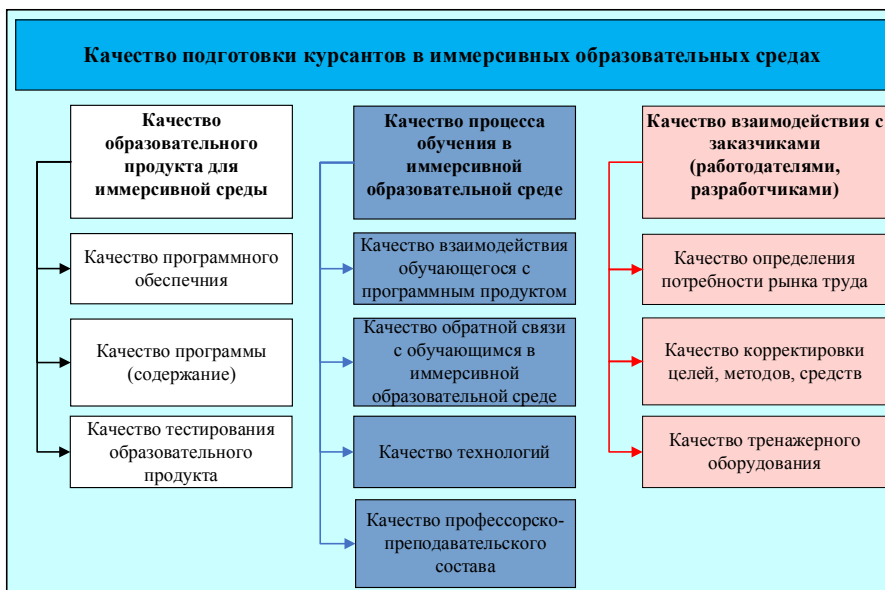 Качество подготовки курсантов в иммерсивных образовательных средах
Качество
образовательного
продукта для
иммерсивной среды
Качество программного
обеспечния
Качество программы
(содержание)
Качество тестирования
образовательного
продукта
Качество процесса
обучения в
иммерсивной
образовательной среде
Качество взаимодействия
обучающегося с
программным продуктом
Качество обратной связи
с обучающимся в
иммерсивной
образовательной среде
Качество технологий
Качество профессорско-
преподавательского
состава
Качество взаимодействия с
заказчиками
(работодателями,
разработчиками)
Качество определения
потребности рынка труда
Качество корректировки
целей, методов, средств
Качество тренажерного
оборудования